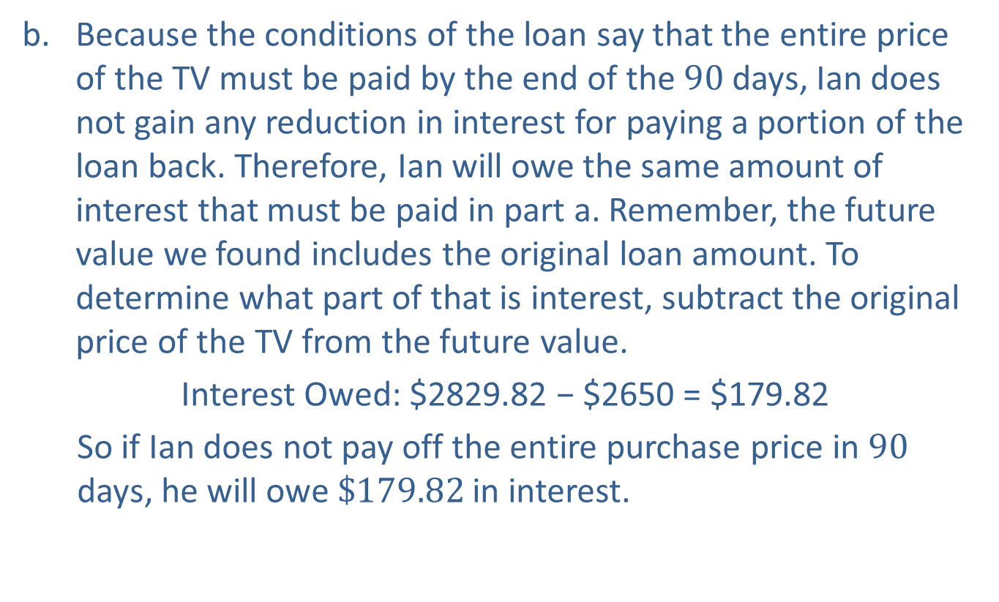 b. Because the conditions of the loan say that the entire price
of the TV must be paid by the end of the 90 days, Ian does
not gain any reduction in interest for paying a portion of the
loan back. Therefore, Ian will owe the same amount of
interest that must be paid in part a. Remember, the future
value we found includes the original loan amount. To
determine what part of that is interest, subtract the original
price of the TV from the future value.
Interest Owed: $2829.82 – $2650 = $179.82
So if Ian does not pay off the entire purchase price in 90
days, he will owe $179.82 in interest.